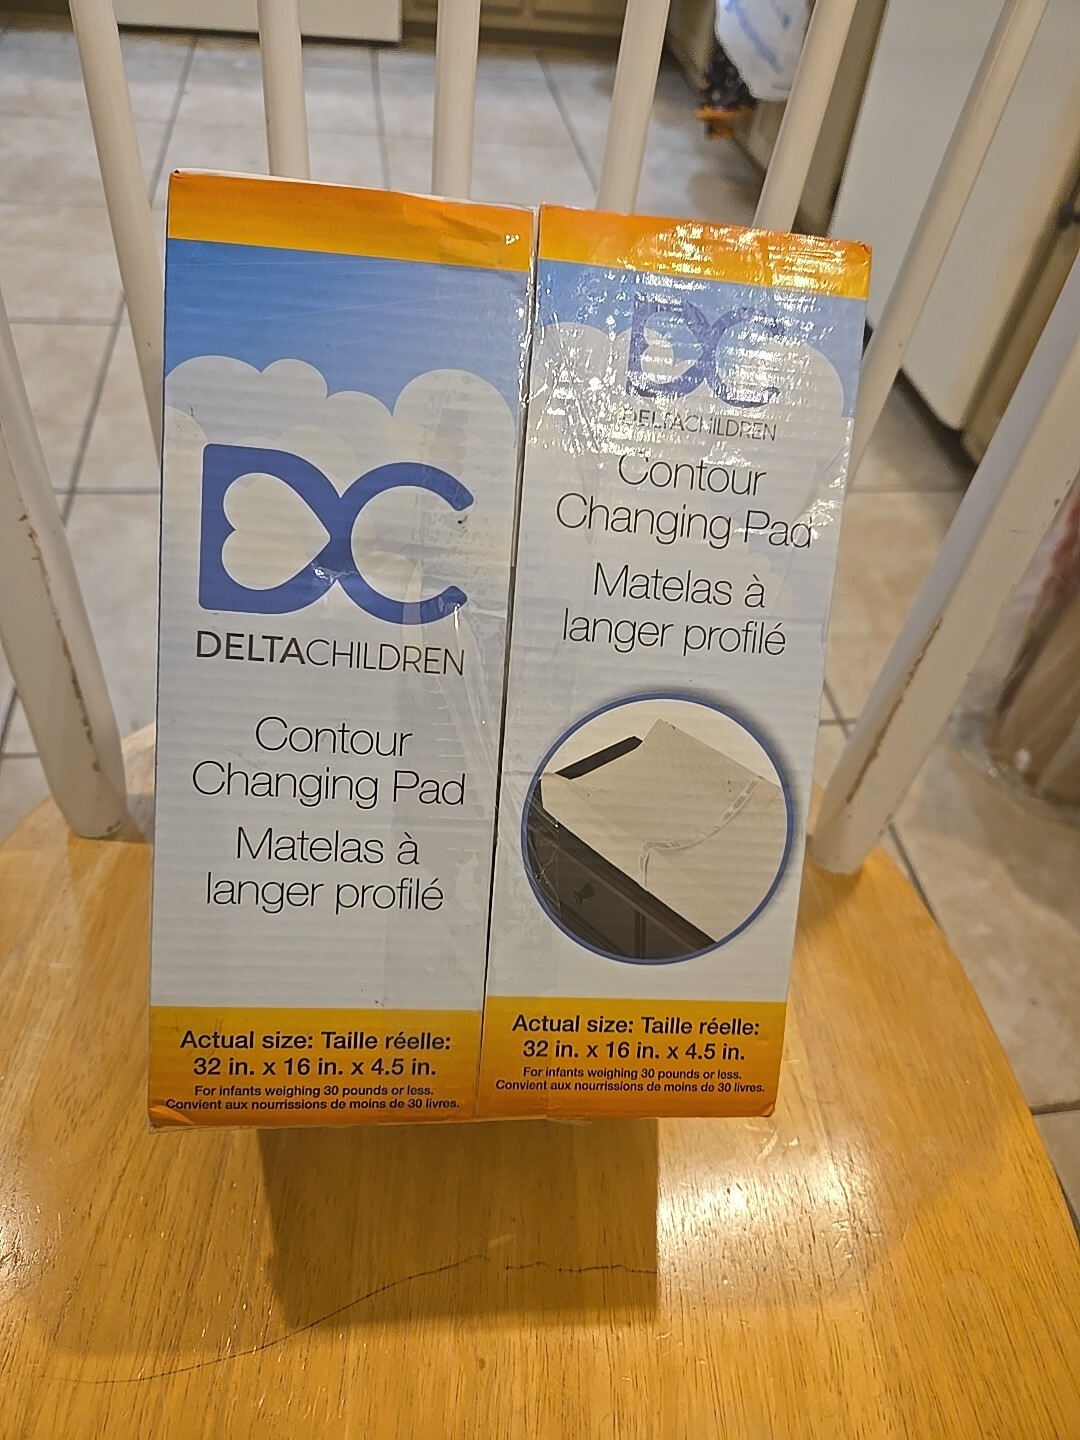 DC
DELTACHILDREN
Contour
Changing Pad
Matelas à
langer profilé
Actual size: Taille réelle:
32 in. x 16 in. x 4.5 in.
For infants weighing 30 pounds or less.
Convient aux nourrissions de moins de 30 livres.
DC
DELTACHILDREN
Contour
Changing Pad
Matelas à
langer profilé
Actual size: Taille réelle:
32 in. x 16 in. x 4.5 in.
For infants weighing 30 pounds or less.
Convient aux nourrissions de moins de 30 livres.